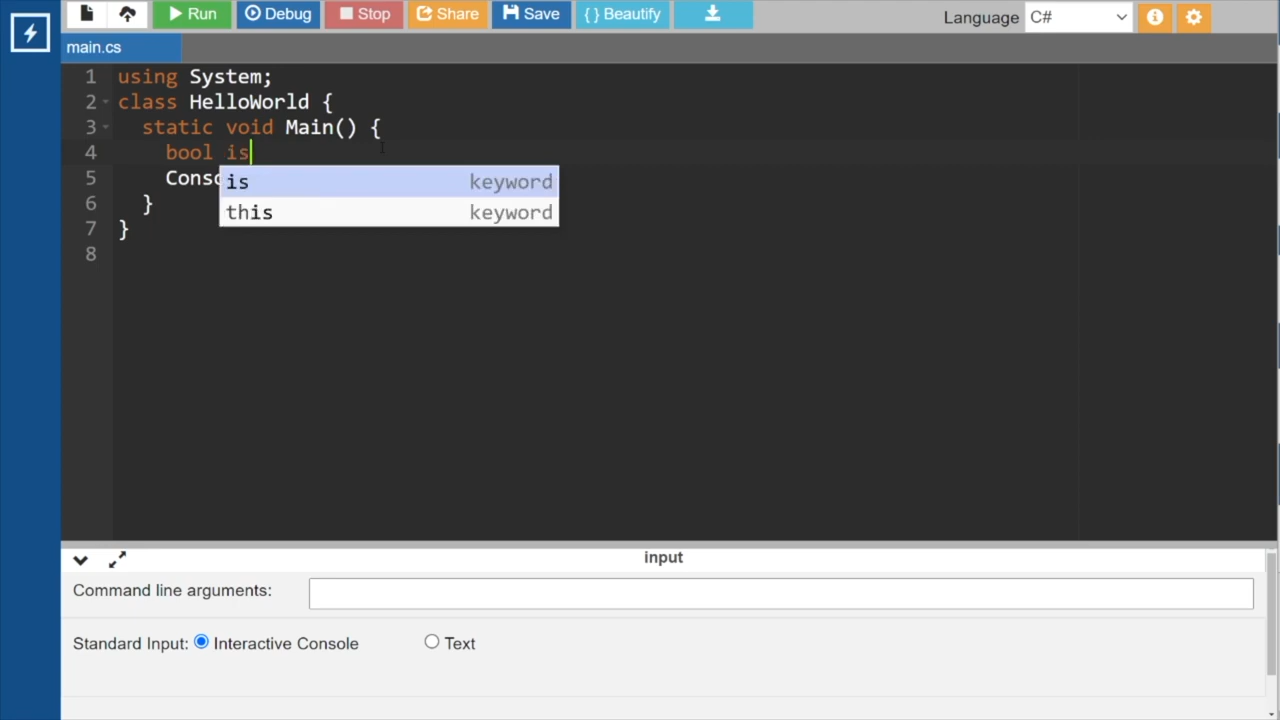 Run Debug Stop Share Save { } Beautify Language C#
main.cs
1 using System;
2 class HelloWorld {
3 static void Main() {
4 bool is
5 Conso
is keyword
this keyword
6 }
7 }
8
input
Command line arguments:
Standard Input: Interactive Console Text